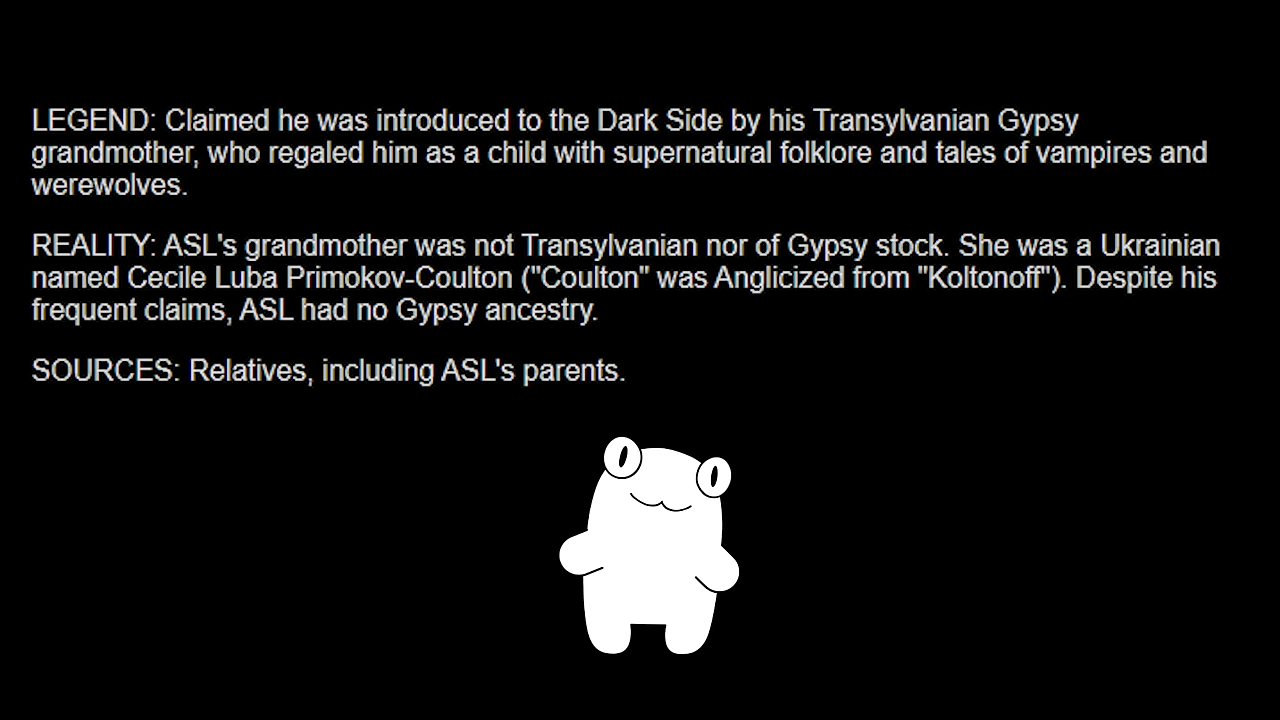 LEGEND: Claimed he was introduced to the Dark Side by his Transylvanian Gypsy
grandmother, who regaled him as a child with supernatural folklore and tales of vampires and
werewolves.
REALITY: ASL's grandmother was not Transylvanian nor of Gypsy stock. She was a Ukrainian
named Cecile Luba Primokov-Coulton ("Coulton" was Anglicized from "Koltonoff"). Despite his
frequent claims, ASL had no Gypsy ancestry.
SOURCES: Relatives, including ASL's parents.